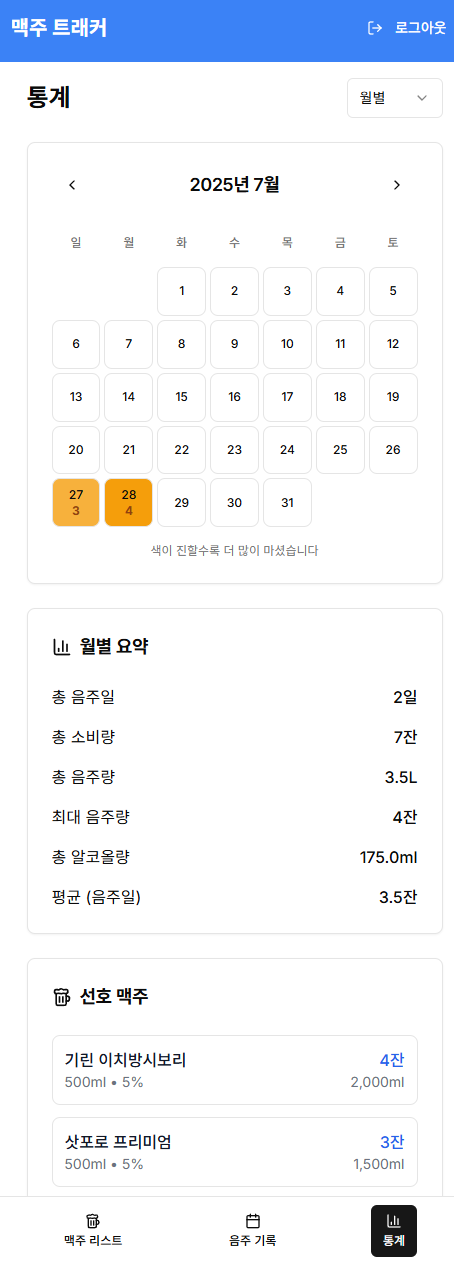 맥주 트래커 로그아웃
통계 월별
2025년 7월
일 월 화 수 목 금 토
1 2 3 4 5
6 7 8 9 10 11 12
13 14 15 16 17 18 19
20 21 22 23 24 25 26
27 28 29 30 31
3 4
색이 진할수록 더 많이 마셨습니다
월별 요약
총 음주일 2일
총 소비량 7잔
총 음주량 3.5L
최대 음주량 4잔
총 알코올량 175.0ml
평균 (음주일) 3.5잔
선호 맥주
기린 이치방시보리 4잔
500ml • 5% 2,000ml
삿포로 프리미엄 3잔
500ml • 5% 1,500ml
맥주 리스트 음주 기록 통계